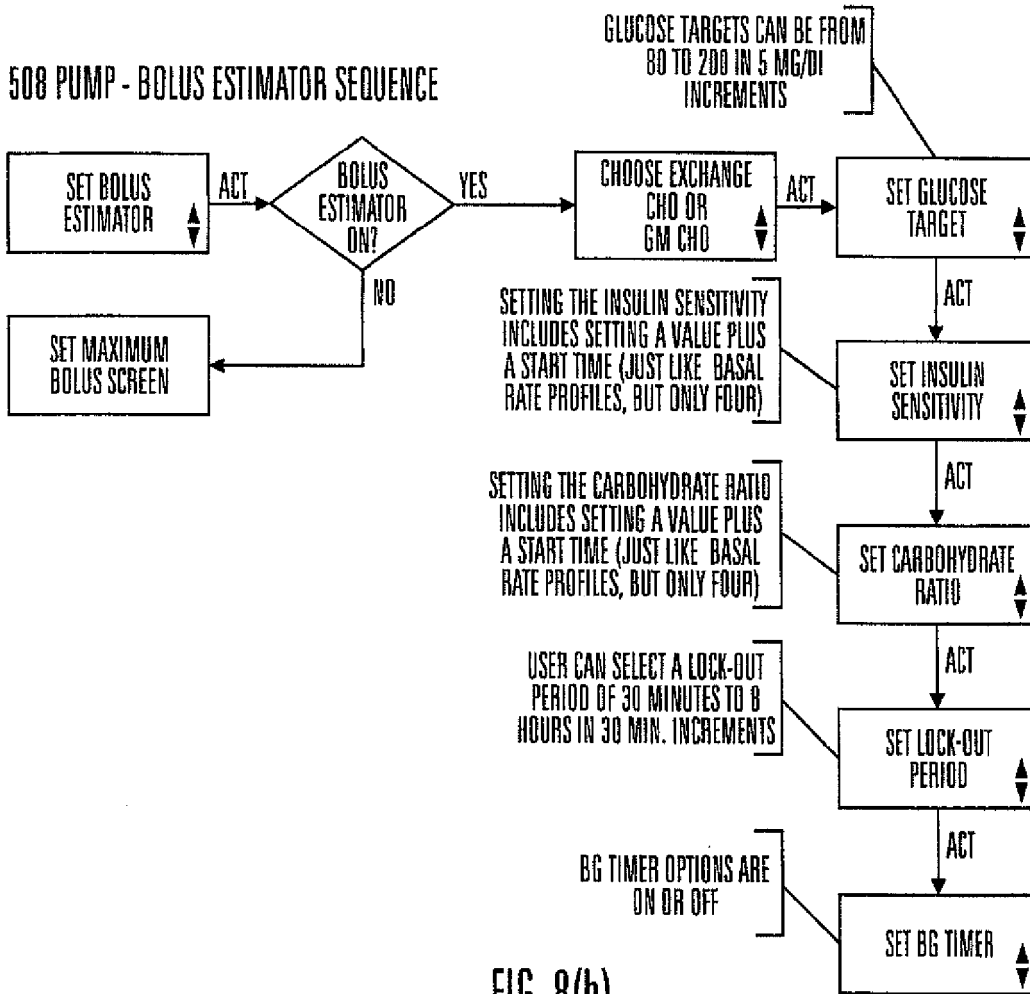 508 PUMP - BOLUS ESTIMATOR SEQUENCE
GLUCOSE TARGETS CAN BE FROM
80 TO 200 IN 5 MG/Dl
INCREMENTS
SET BOLUS
ESTIMATOR
ACT
BOLUS
ESTIMATOR
ON?
YES
CHOOSE EXCHANGE
CHO OR
GM CHO
ACT
SET GLUCOSE
TARGET
NO
SET MAXIMUM
BOLUS SCREEN
ACT
SETTING THE INSULIN SENSITIVITY
INCLUDES SETTING A VALUE PLUS
A START TIME (JUST LIKE BASAL
RATE PROFILES, BUT ONLY FOUR)
SET INSULIN
SENSITIVITY
ACT
SETTING THE CARBOHYDRATE RATIO
INCLUDES SETTING A VALUE PLUS
A START TIME (JUST LIKE BASAL
RATE PROFILES, BUT ONLY FOUR)
SET CARBOHYDRATE
RATIO
ACT
USER CAN SELECT A LOCK-OUT
PERIOD OF 30 MINUTES TO 8
HOURS IN 30 MIN. INCREMENTS
SET LOCK-OUT
PERIOD
ACT
BG TIMER OPTIONS ARE
ON OR OFF
SET BG TIMER
FIG. 8(b)